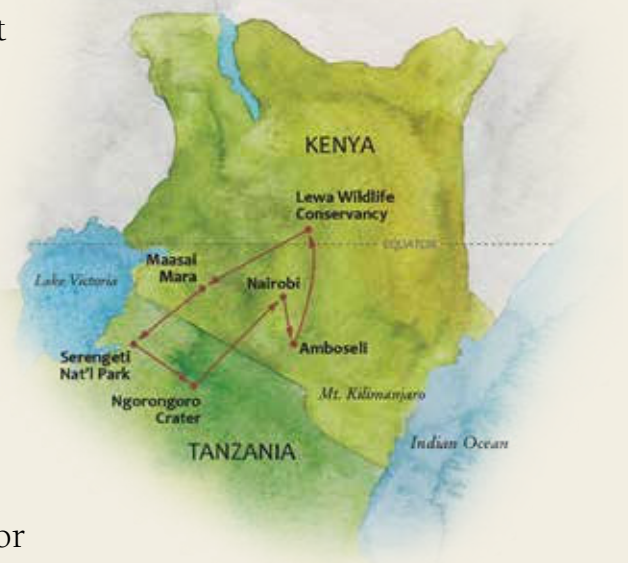 t
KENYA
Lewa Wildlife
Conservancy
EQUATOR
Maasai
Mara
Lake Victoria
Nairobi
Amboseli
Serengeti
Nat'l Park
Ngorongoro
Crater
Mt. Kilimanjaro
Indian Ocean
TANZANIA
or